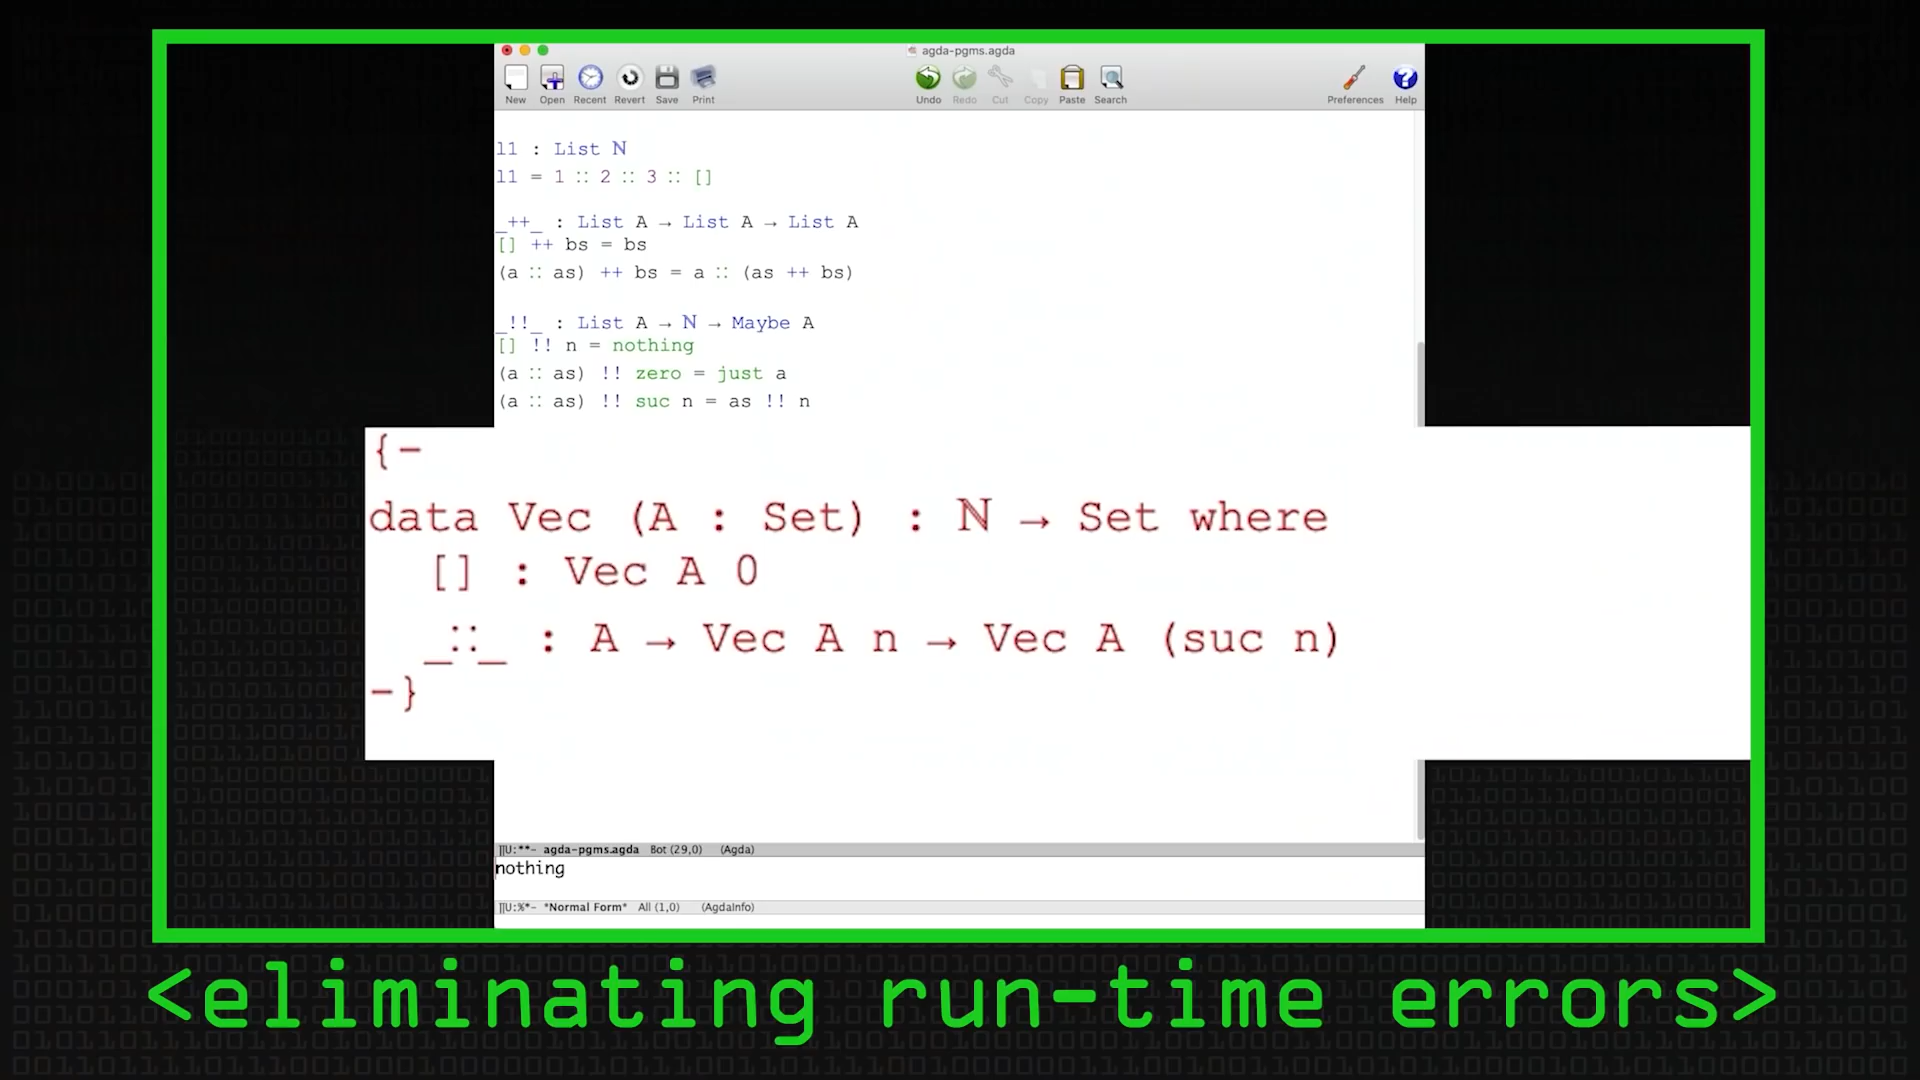 agda-pgms.agda
New Open Recent Revert Save Print Undo Redo Cut Copy Paste Search Preferences Help
l1 : List ℕ
l1 = 1 ∷ 2 ∷ 3 ∷ []
_++_ : List A → List A → List A
[] ++ bs = bs
(a ∷ as) ++ bs = a ∷ (as ++ bs)
_!!_ : List A → ℕ → Maybe A
[] !! n = nothing
(a ∷ as) !! zero = just a
(a ∷ as) !! suc n = as !! n
{-
data Vec (A : Set) : ℕ → Set where
[] : Vec A 0
_∷_ : A → Vec A n → Vec A (suc n)
-}
U:**- agda-pgms.agda Bot (29,0) (Agda)
nothing
U:%*- *Normal Form* All (1,0) (AgdaInfo)
<eliminating run-time errors>